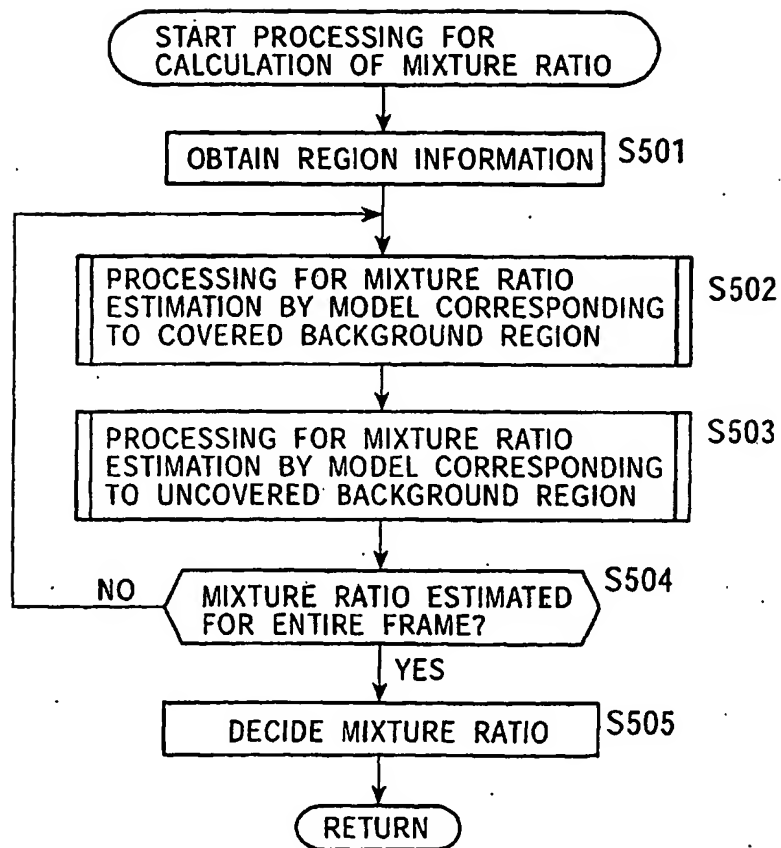 START PROCESSING FOR
CALCULATION OF MIXTURE RATIO
OBTAIN REGION INFORMATION
S501
PROCESSING FOR MIXTURE RATIO
ESTIMATION BY MODEL CORRESPONDING
TO COVERED BACKGROUND REGION
S502
PROCESSING FOR MIXTURE RATIO
ESTIMATION BY MODEL CORRESPONDING
TO UNCOVERED BACKGROUND REGION
S503
NO
MIXTURE RATIO ESTIMATED
FOR ENTIRE FRAME?
S504
YES
DECIDE MIXTURE RATIO
S505
RETURN